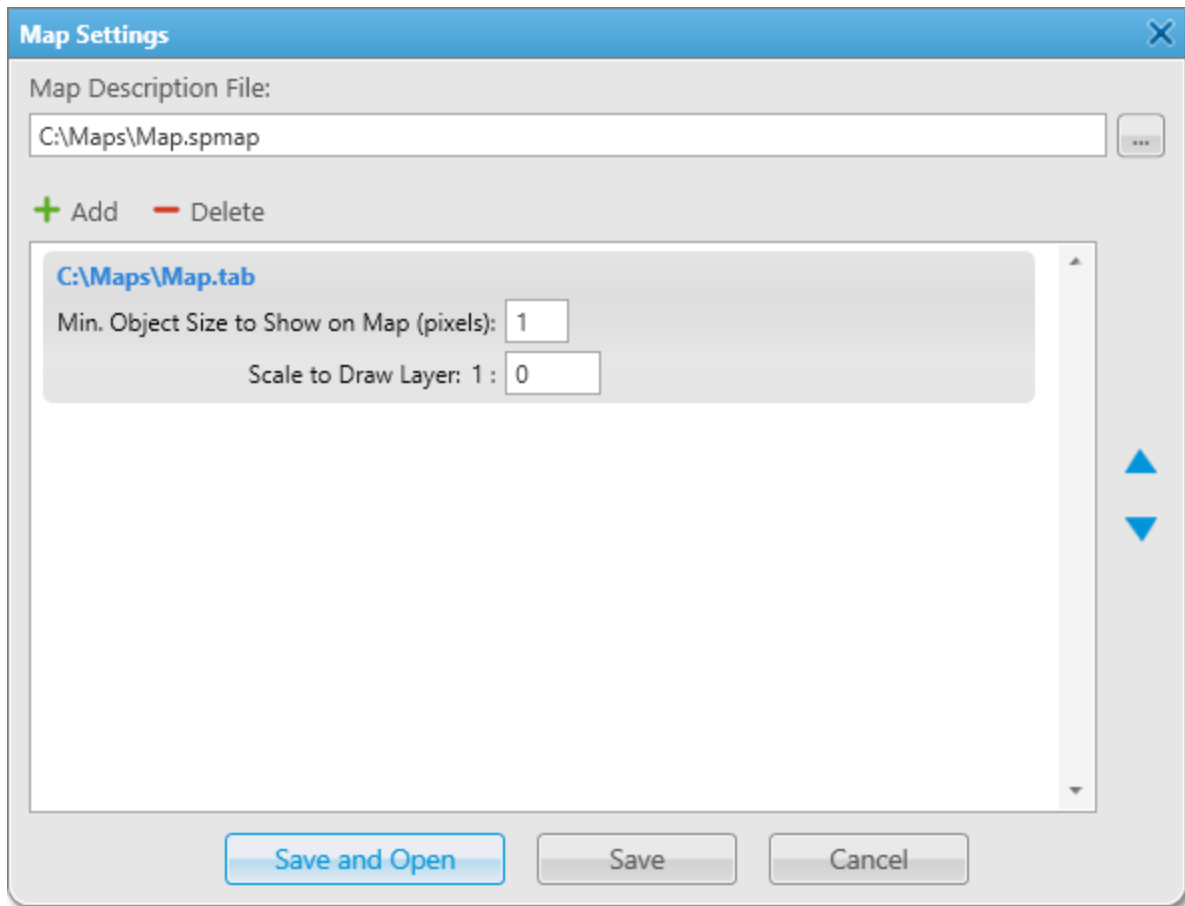 Map Settings
Map Description File:
C:\Maps\Map.spmap
...
Add Delete
C:\Maps\Map.tab
Min. Object Size to Show on Map (pixels): 1
Scale to Draw Layer: 1 : 0
Save and Open Save Cancel